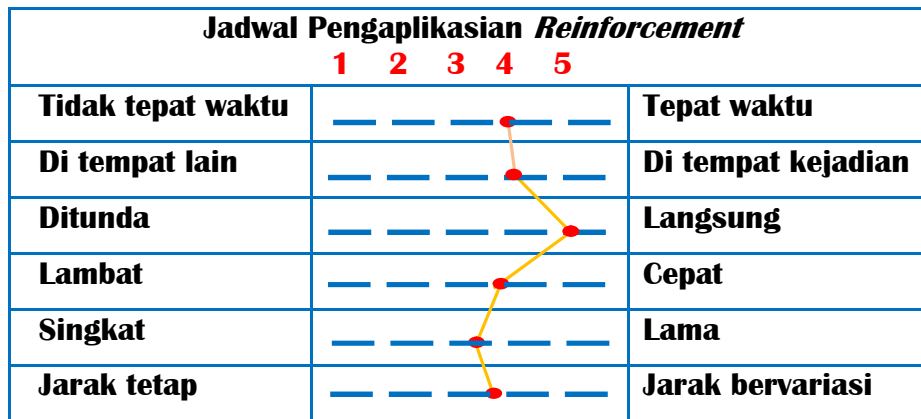 Jadwal Pengaplikasian Reinforcement
1 2 3 4 5
Tidak tepat waktu Tepat waktu
Di tempat lain Di tempat kejadian
Ditunda Langsung
Lambat Cepat
Singkat Lama
Jarak tetap Jarak bervariasi